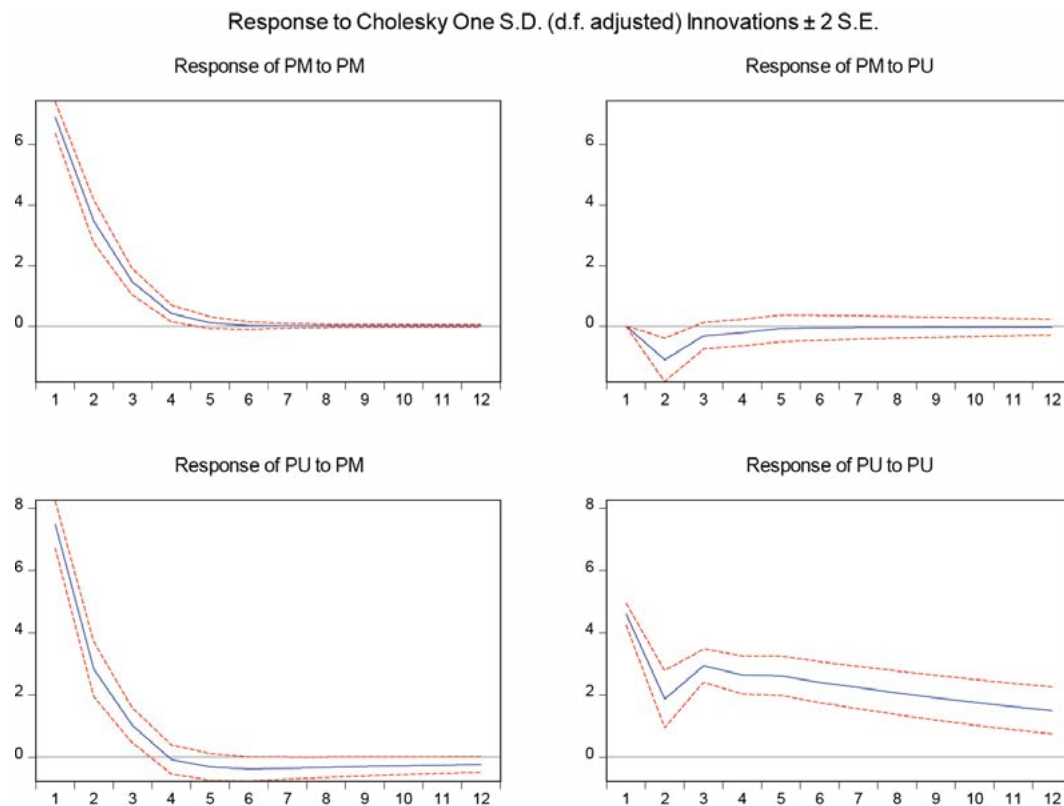 Response to Cholesky One S.D. (d.f. adjusted) Innovations ± 2 S.E.
Response of PM to PM
6
4
2
0
1 2 3 4 5 6 7 8 9 10 11 12
Response of PM to PU
6
4
2
0
1 2 3 4 5 6 7 8 9 10 11 12
Response of PU to PM
8
6
4
2
0
1 2 3 4 5 6 7 8 9 10 11 12
Response of PU to PU
8
6
4
2
0
1 2 3 4 5 6 7 8 9 10 11 12